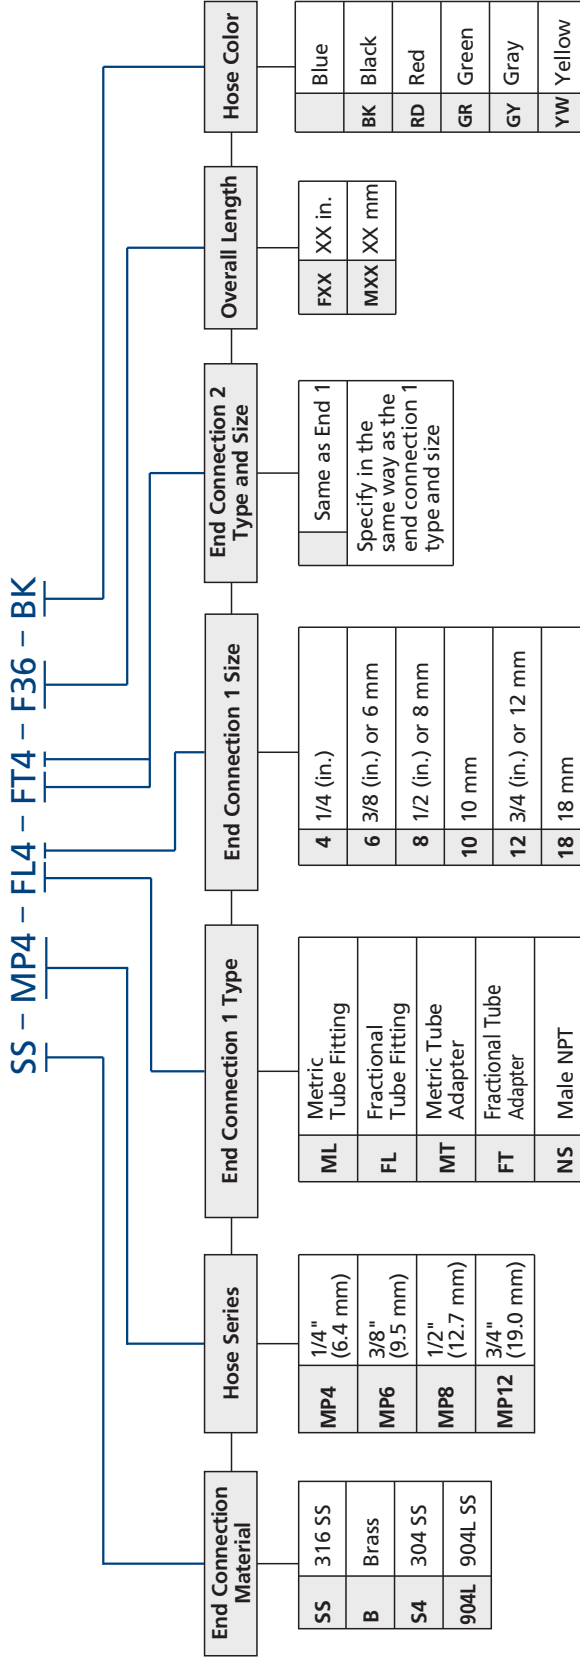 SS – MP4 – FL4 – FT4 – F36 – BK
End Connection
Material
SS 316 SS
B Brass
S4 304 SS
904L 904L SS
Hose Series
MP4 1/4"
(6.4 mm)
MP6 3/8"
(9.5 mm)
MP8 1/2"
(12.7 mm)
MP12 3/4"
(19.0 mm)
End Connection 1 Type
ML Metric
Tube Fitting
FL Fractional
Tube Fitting
MT Metric Tube
Adapter
FT Fractional Tube
Adapter
NS Male NPT
End Connection 1 Size
4 1/4 (in.)
6 3/8 (in.) or 6 mm
8 1/2 (in.) or 8 mm
10 10 mm
12 3/4 (in.) or 12 mm
18 18 mm
End Connection 2
Type and Size
Same as End 1
Specify in the
same way as the
end connection 1
type and size
Overall Length
FXX XX in.
MXX XX mm
Hose Color
Blue
BK Black
RD Red
GR Green
GY Gray
YW Yellow